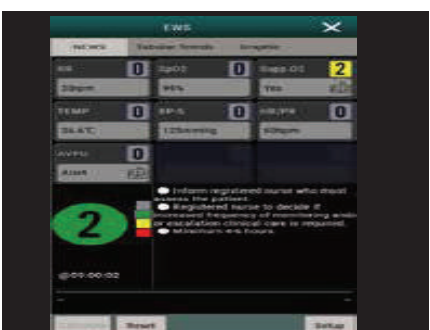 EWS
NEWS Tabular Trends Graphic
RR 0 SpO2 0 Supp.O2 2
20rpm 99% Yes
TEMP 0 BP-S 0 HR/PR 0
36.6℃ 125mmHg 60bpm
AVPU 0
Alert
Inform registered nurse who must
assess the patient.
Registered nurse to decide if
increased frequency of monitoring and/
or escalation clinical care is required.
Minimum 4-6 hours
2
@09:00:02
Reset Setup